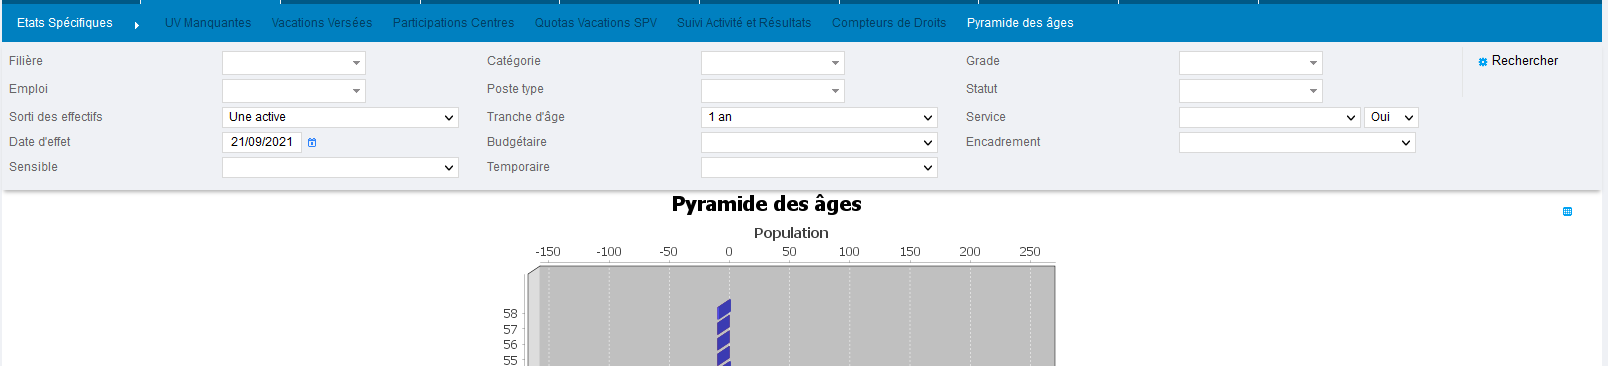 Etats Spécifiques UV Manquantes Vacations Versées Participations Centres Quotas Vacations SPV Suivi Activité et Résultats Compteurs de Droits Pyramide des âges
Filière Catégorie Grade Rechercher
Emploi Poste type Statut
Sorti des effectifs Une active Tranche d'âge 1 an Service Oui
Date d'effet 21/09/2021 Budgétaire Encadrement
Sensible Temporaire
Pyramide des âges
Population
-150 -100 -50 0 50 100 150 200 250
58
57
56
55